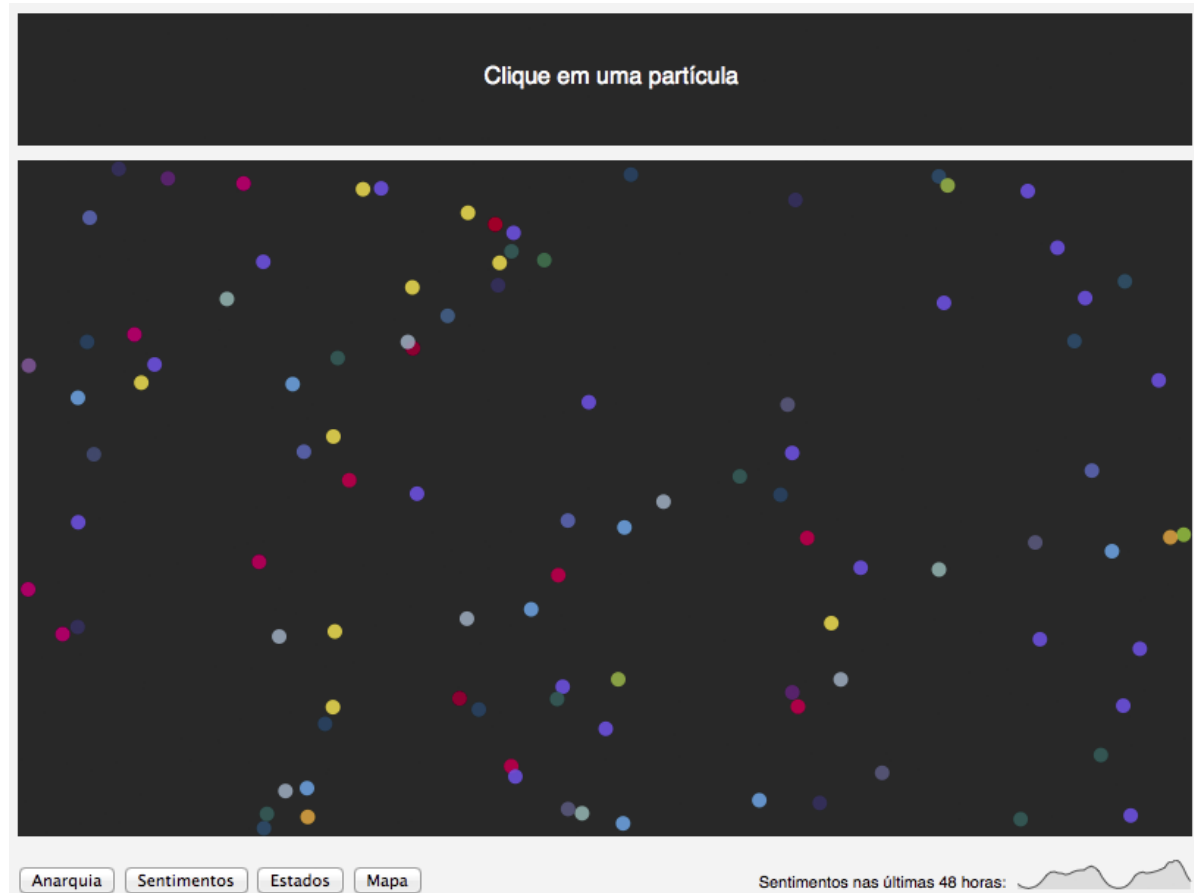 Clique em uma partícula
Anarquia Sentimentos Estados Mapa Sentimentos nas últimas 48 horas: